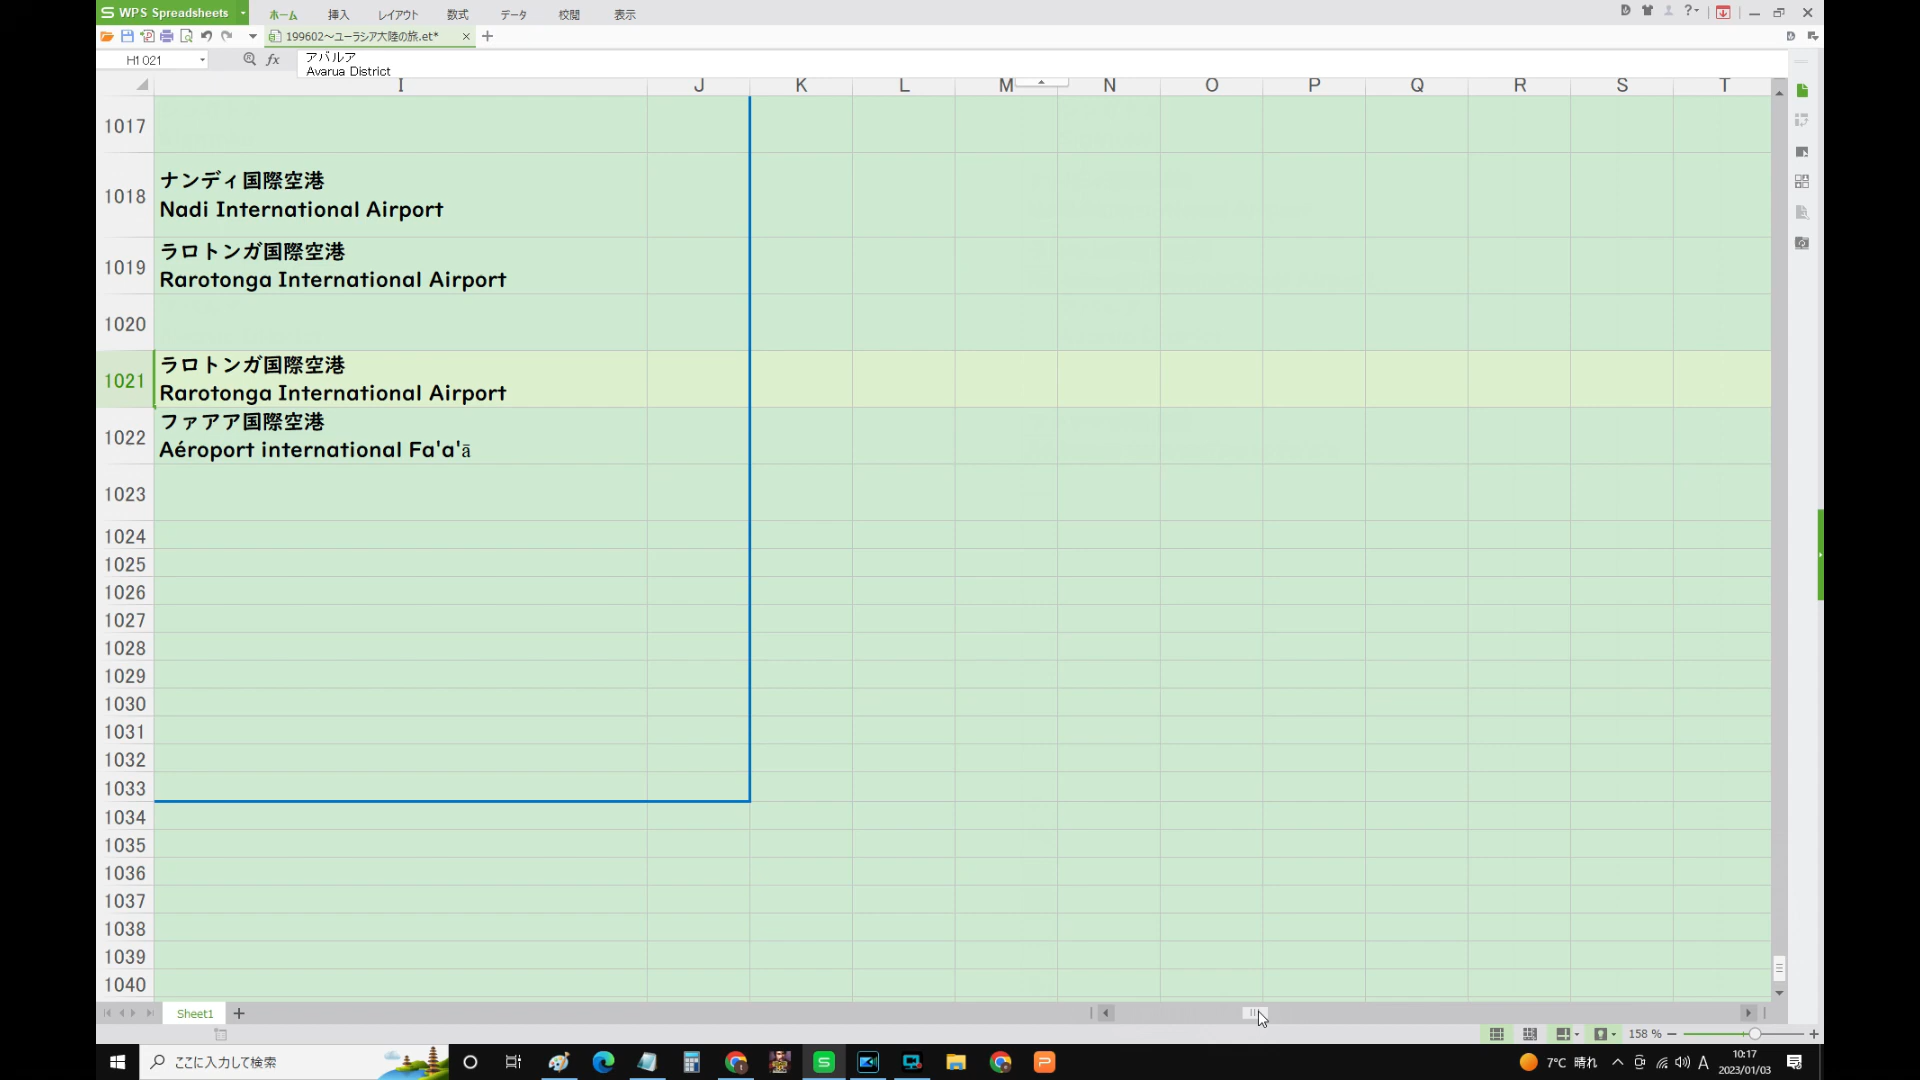 WPS Spreadsheets
ホーム 挿入 レイアウト 数式 データ 校閲 表示
199602～ユーラシア大陸の旅.et*
H1021
fx
アバルア
Avarua District
I J K L M N O P Q R S T
1017
1018
ナンディ国際空港
Nadi International Airport
1019
ラロトンガ国際空港
Rarotonga International Airport
1020
1021
ラロトンガ国際空港
Rarotonga International Airport
1022
ファアア国際空港
Aéroport international Fa'a'ā
1023
1024
1025
1026
1027
1028
1029
1030
1031
1032
1033
1034
1035
1036
1037
1038
1039
1040
Sheet1
158 %
ここに入力して検索
7°C 晴れ
A
10:17
2023/01/03